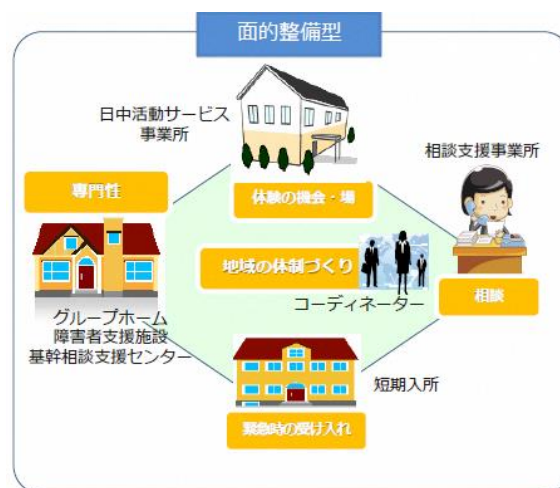 面的整備型
日中活動サービス
事業所
相談支援事業所
専門性
体験の機会・場
地域の体制づくり
コーディネーター
相談
グループホーム
障害者支援施設
基幹相談支援センター
短期入所
緊急時の受け入れ